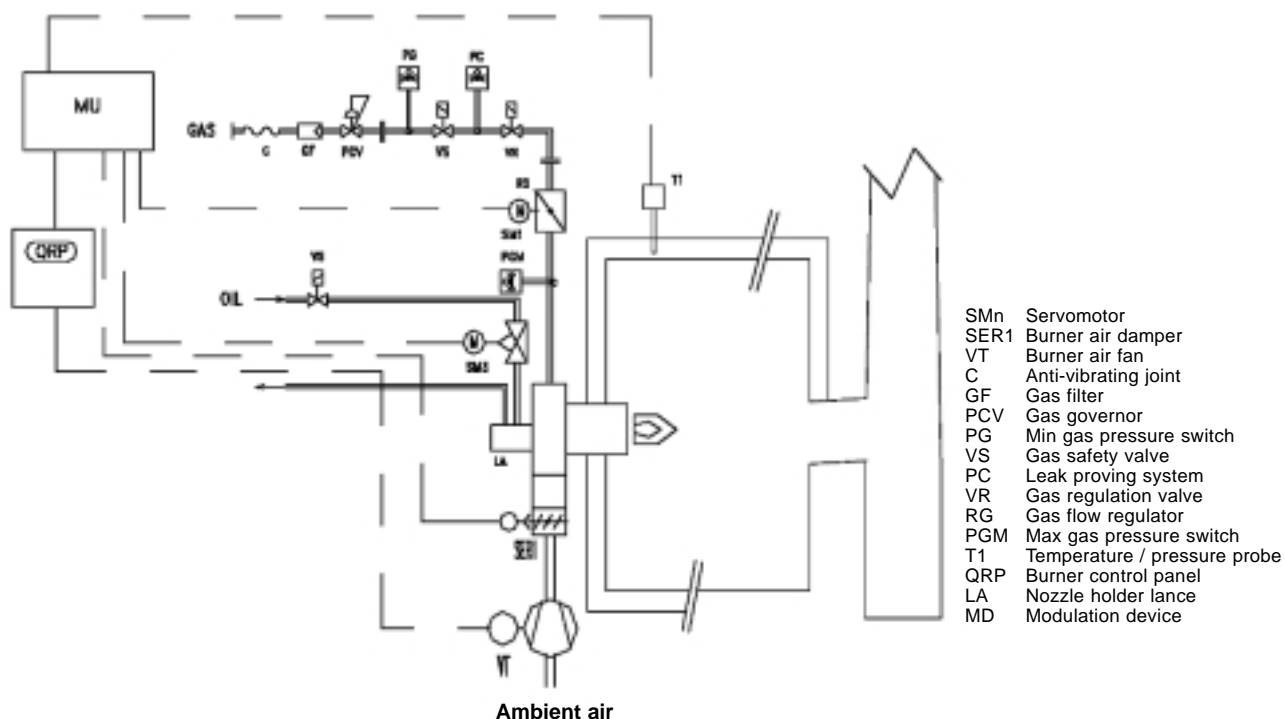 PG
PC
MU
GAS
C
GF
PCV
VS
VR
RG
T1
SM1
QRP
VS
PGM
OIL
SM3
LA
SER1
VT
Ambient air
SMn Servomotor
SER1 Burner air damper
VT Burner air fan
C Anti-vibrating joint
GF Gas filter
PCV Gas governor
PG Min gas pressure switch
VS Gas safety valve
PC Leak proving system
VR Gas regulation valve
RG Gas flow regulator
PGM Max gas pressure switch
T1 Temperature / pressure probe
QRP Burner control panel
LA Nozzle holder lance
MD Modulation device